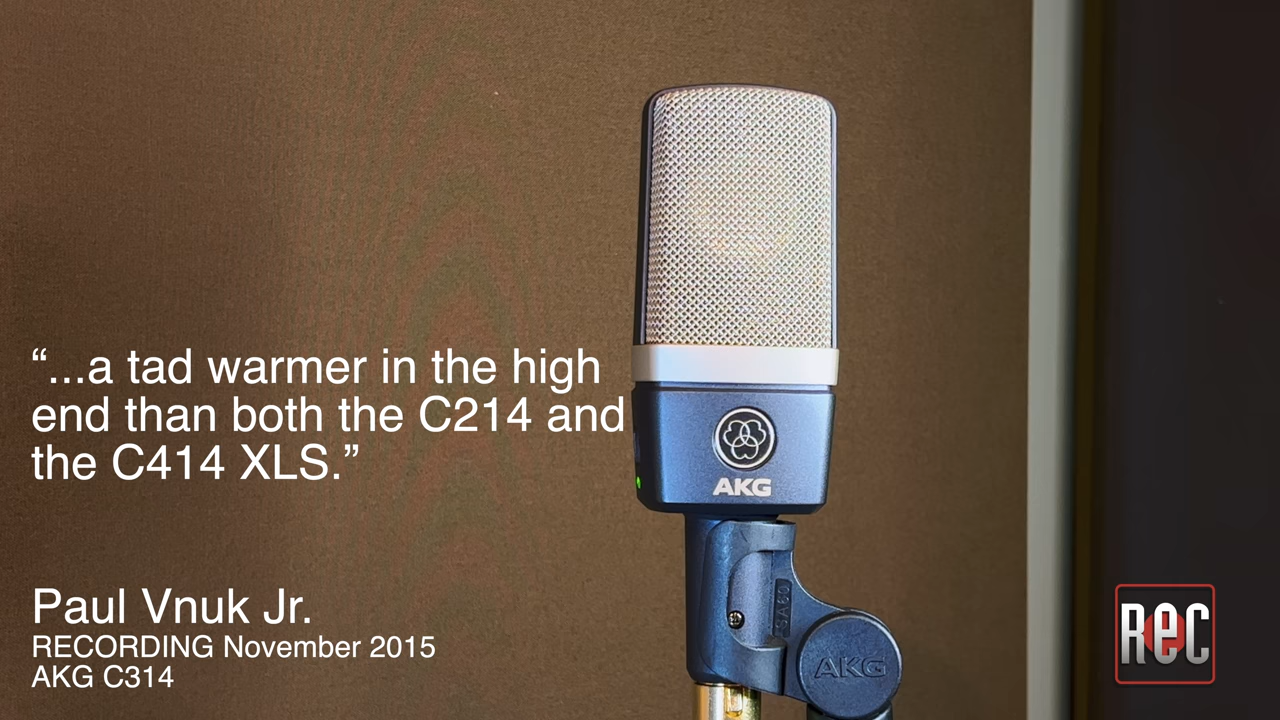 “...a tad warmer in the high
end than both the C214 and
the C414 XLS.”
AKG
SA60
Paul Vnuk Jr.
RECORDING November 2015
AKG C314
AKG
REC